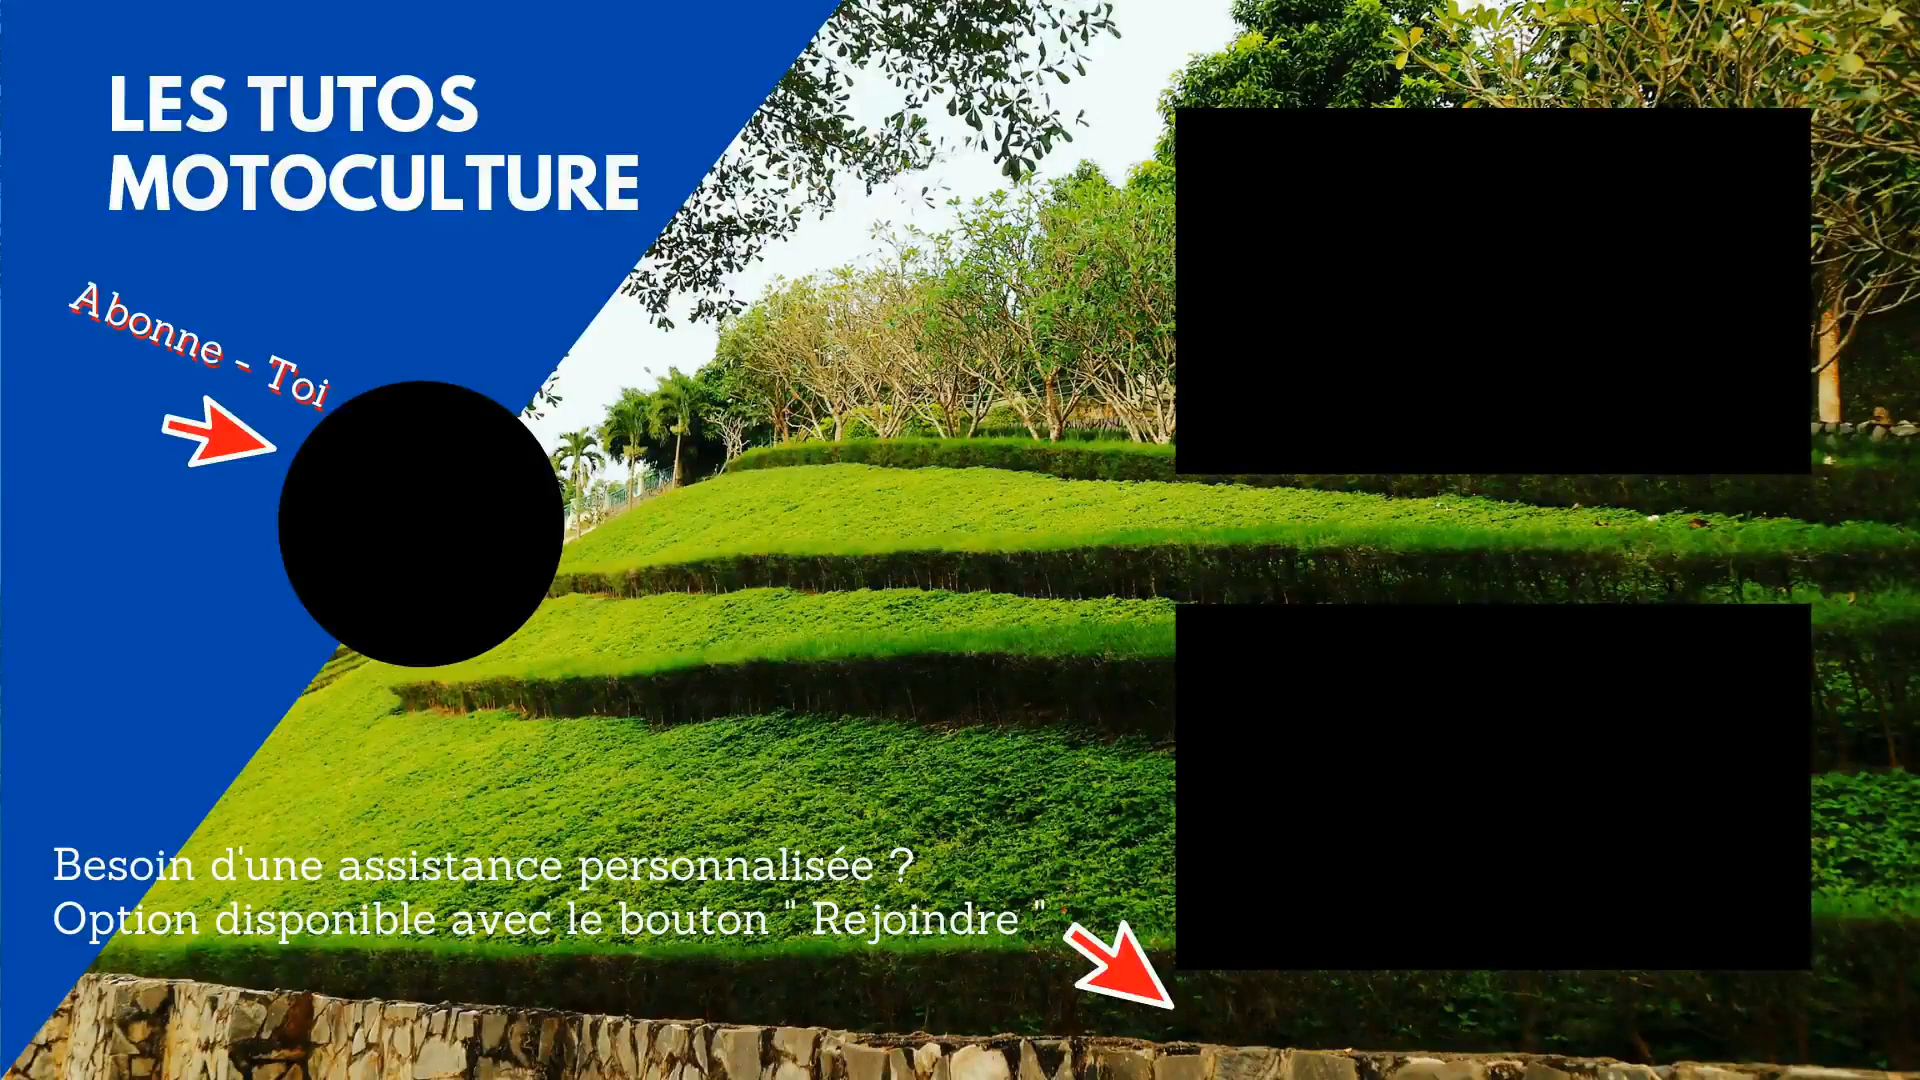 LES TUTOS
MOTOCULTURE
Abonne - Toi
Besoin d'une assistance personnalisée ?
Option disponible avec le bouton " Rejoindre "